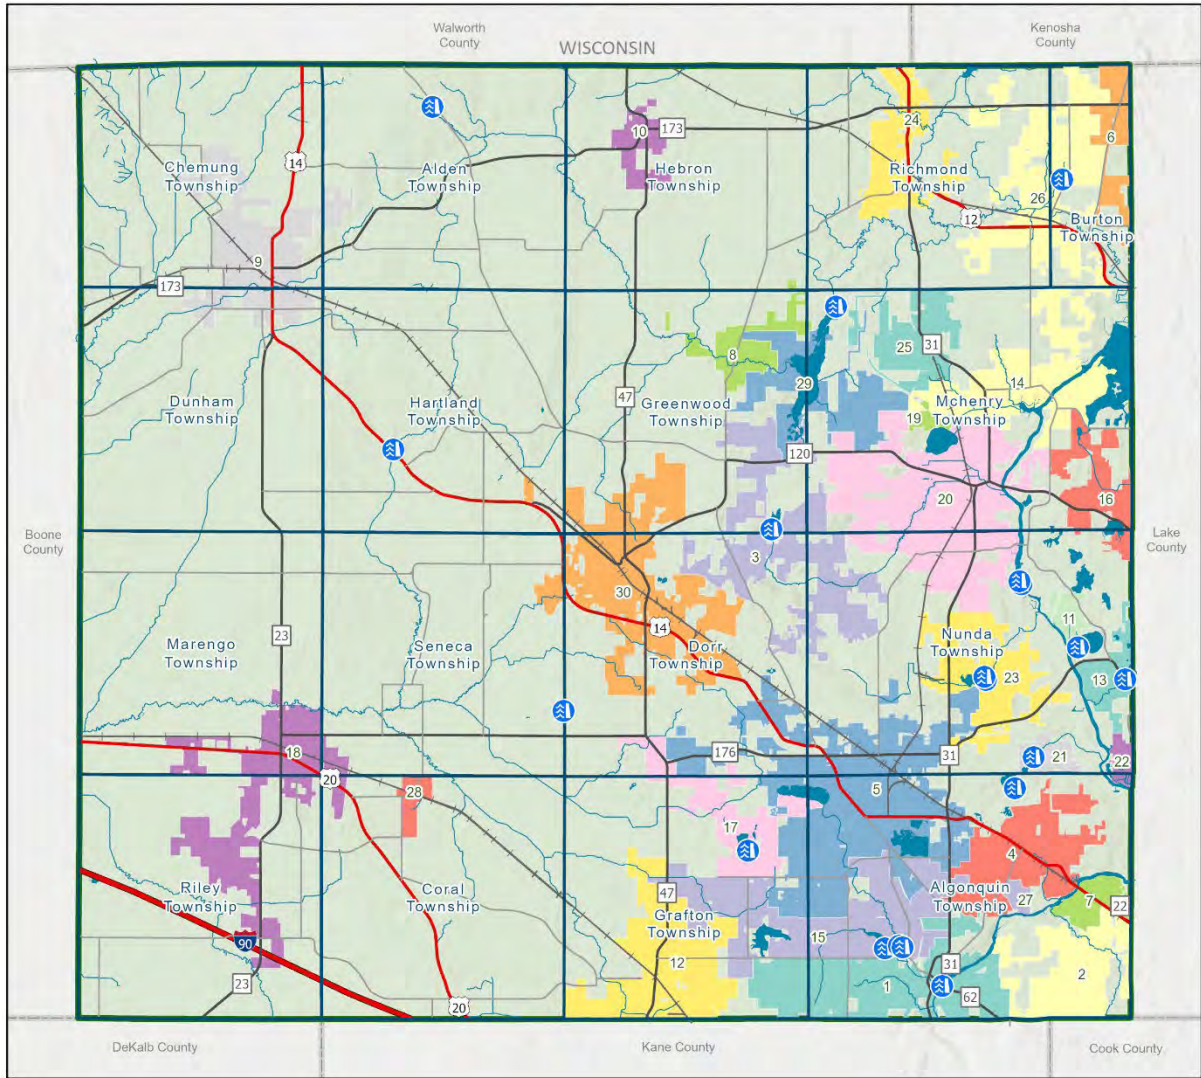 Walworth
County
Kenosha
County
WISCONSIN
24
6
10
173
14
Chemung
Township
Alden
Township
Hebron
Township
Richmond
Township
26
12
Burton
Township
9
173
31
25
8
29
14
Dunham
Township
Hartland
Township
47
Greenwood
Township
Mchenry
Township
19
120
20
16
Boone
County
Lake
County
3
30
11
14
23
Marengo
Township
Seneca
Township
Dorr
Township
Nunda
Township
23
13
18
176
31
21
22
20
28
5
17
4
Riley
Township
Coral
Township
47
Grafton
Township
Algonquin
Township
27
7
22
90
15
31
12
2
23
1
62
20
DeKalb County
Kane County
Cook County